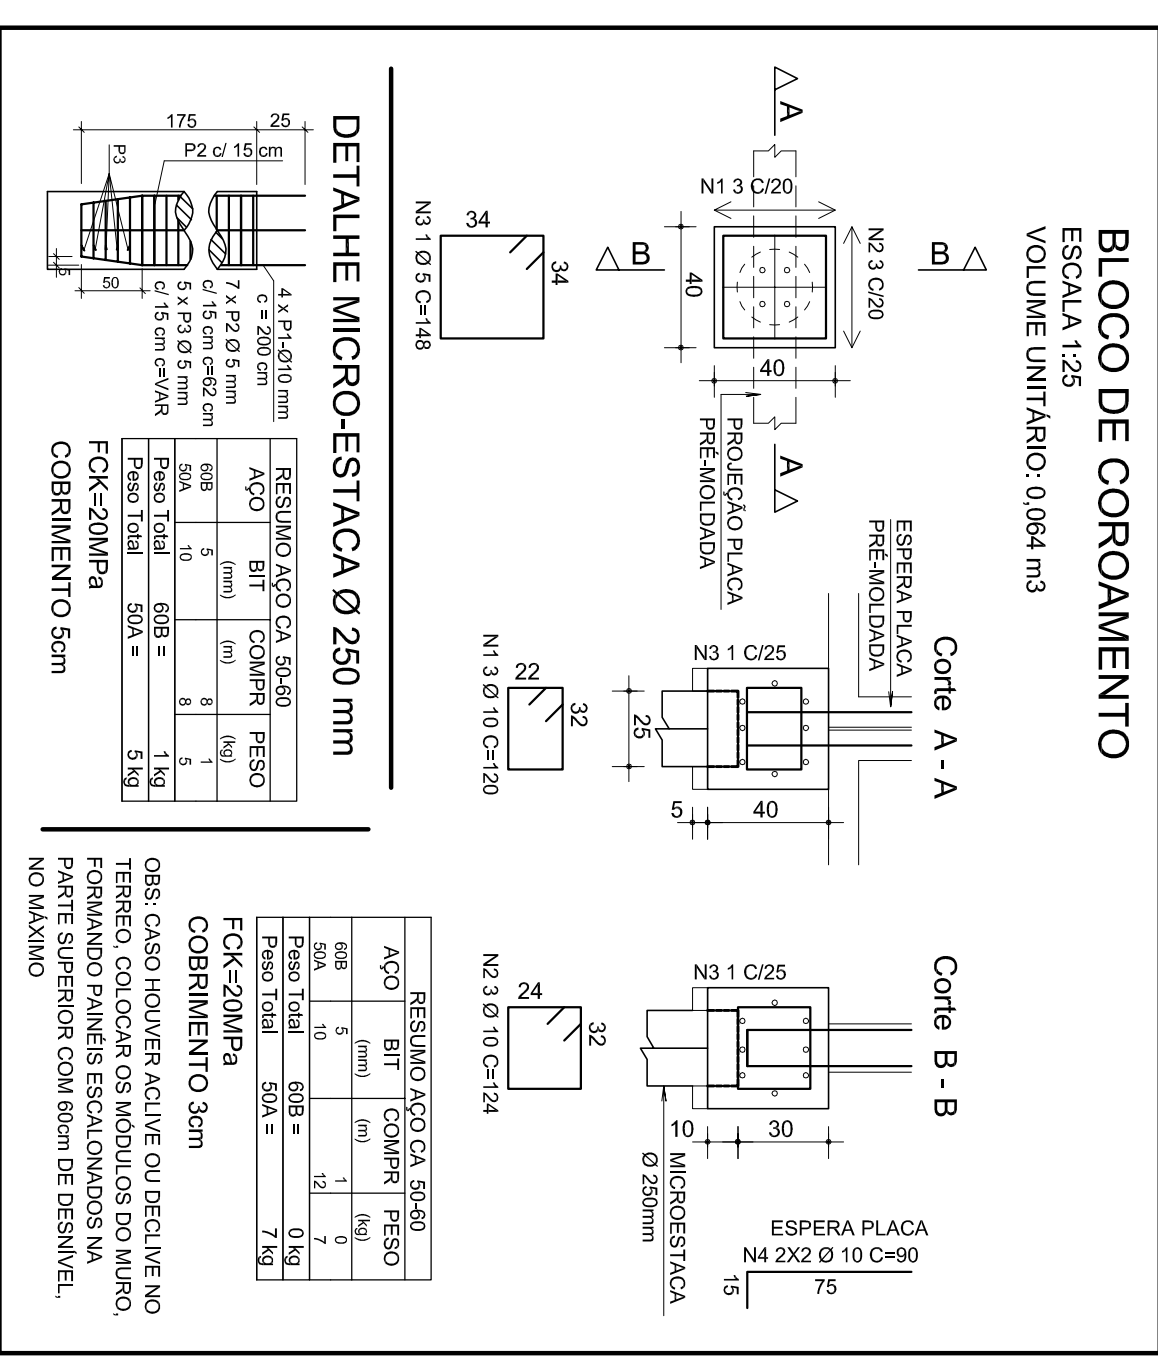 BLOCO DE COROAMENTO
ESCALA 1:25
VOLUME UNITÁRIO: 0,064 m3
A
N1 3 C/20
N2 3 C/20
B
B
40
40
A
PROJEÇÃO PLACA
PRÉ-MOLDADA
34
34
N3 1 Ø 5 C=148
Corte A - A
ESPERA PLACA
PRÉ-MOLDADA
N3 1 C/25
25
5
40
22
32
N1 3 Ø 10 C=120
Corte B - B
N3 1 C/25
10
30
MICROESTACA
Ø 250mm
24
32
N2 3 Ø 10 C=124
ESPERA PLACA
N4 2X2 Ø 10 C=90
75
15
DETALHE MICRO-ESTACA Ø 250 mm
175
25
P2 c/ 15 cm
P3
50
5
4 x P1-Ø10 mm
c = 200 cm
7 x P2 Ø 5 mm
c/ 15 cm c=62 cm
5 x P3 Ø 5 mm
c/ 15 cm c=VAR
RESUMO AÇO CA 50-60
AÇO BIT COMPR PESO
(mm) (m) (kg)
60B 5 8 1
50A 10 8 5
Peso Total 60B = 1 kg
Peso Total 50A = 5 kg
FCK=20MPa
COBRIMENTO 5cm
RESUMO AÇO CA 50-60
AÇO BIT COMPR PESO
(mm) (m) (kg)
60B 5 1 0
50A 10 12 7
Peso Total 60B = 0 kg
Peso Total 50A = 7 kg
FCK=20MPa
COBRIMENTO 3cm
OBS: CASO HOUVER ACLIVE OU DECLIVE NO
TERREO, COLOCAR OS MÓDULOS DO MURO,
FORMANDO PAINÉIS ESCALONADOS NA
PARTE SUPERIOR COM 60cm DE DESNÍVEL,
NO MÁXIMO